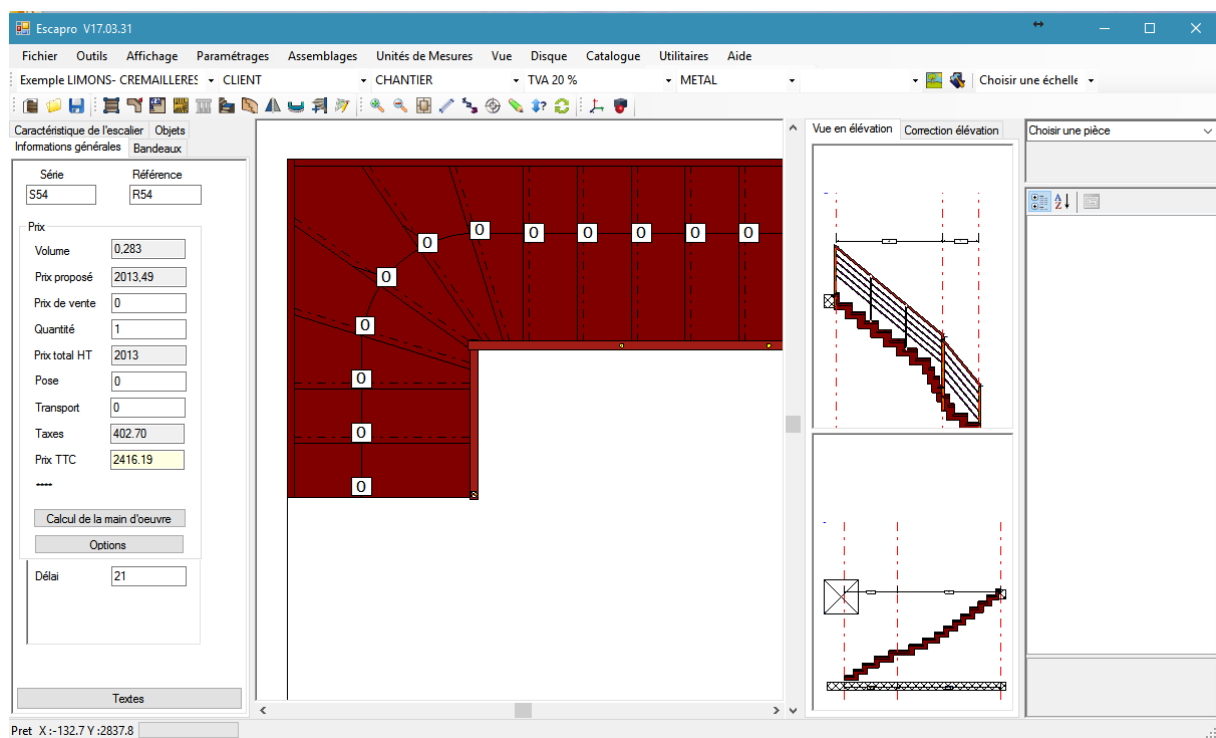 Escapro V17.03.31
Fichier Outils Affichage Paramétrages Assemblages Unités de Mesures Vue Disque Catalogue Utilitaires Aide
Exemple LIMONS- CREMAILLERES CLIENT CHANTIER TVA 20 % METAL Choisir une échelle
Caractéristique de l'escalier Objets
Informations générales Bandeaux
Série Référence
S54 R54
Prix
Volume 0,283
Prix proposé 2013,49
Prix de vente 0
Quantité 1
Prix total HT 2013
Pose 0
Transport 0
Taxes 402.70
Prix TTC 2416.19
----
Calcul de la main d'oeuvre
Options
Délai 21
Textes
0 0 0 0 0 0
0
0
0
0
0
0
Vue en élévation Correction élévation
Choisir une pièce
Pret X :-132.7 Y :2837.8